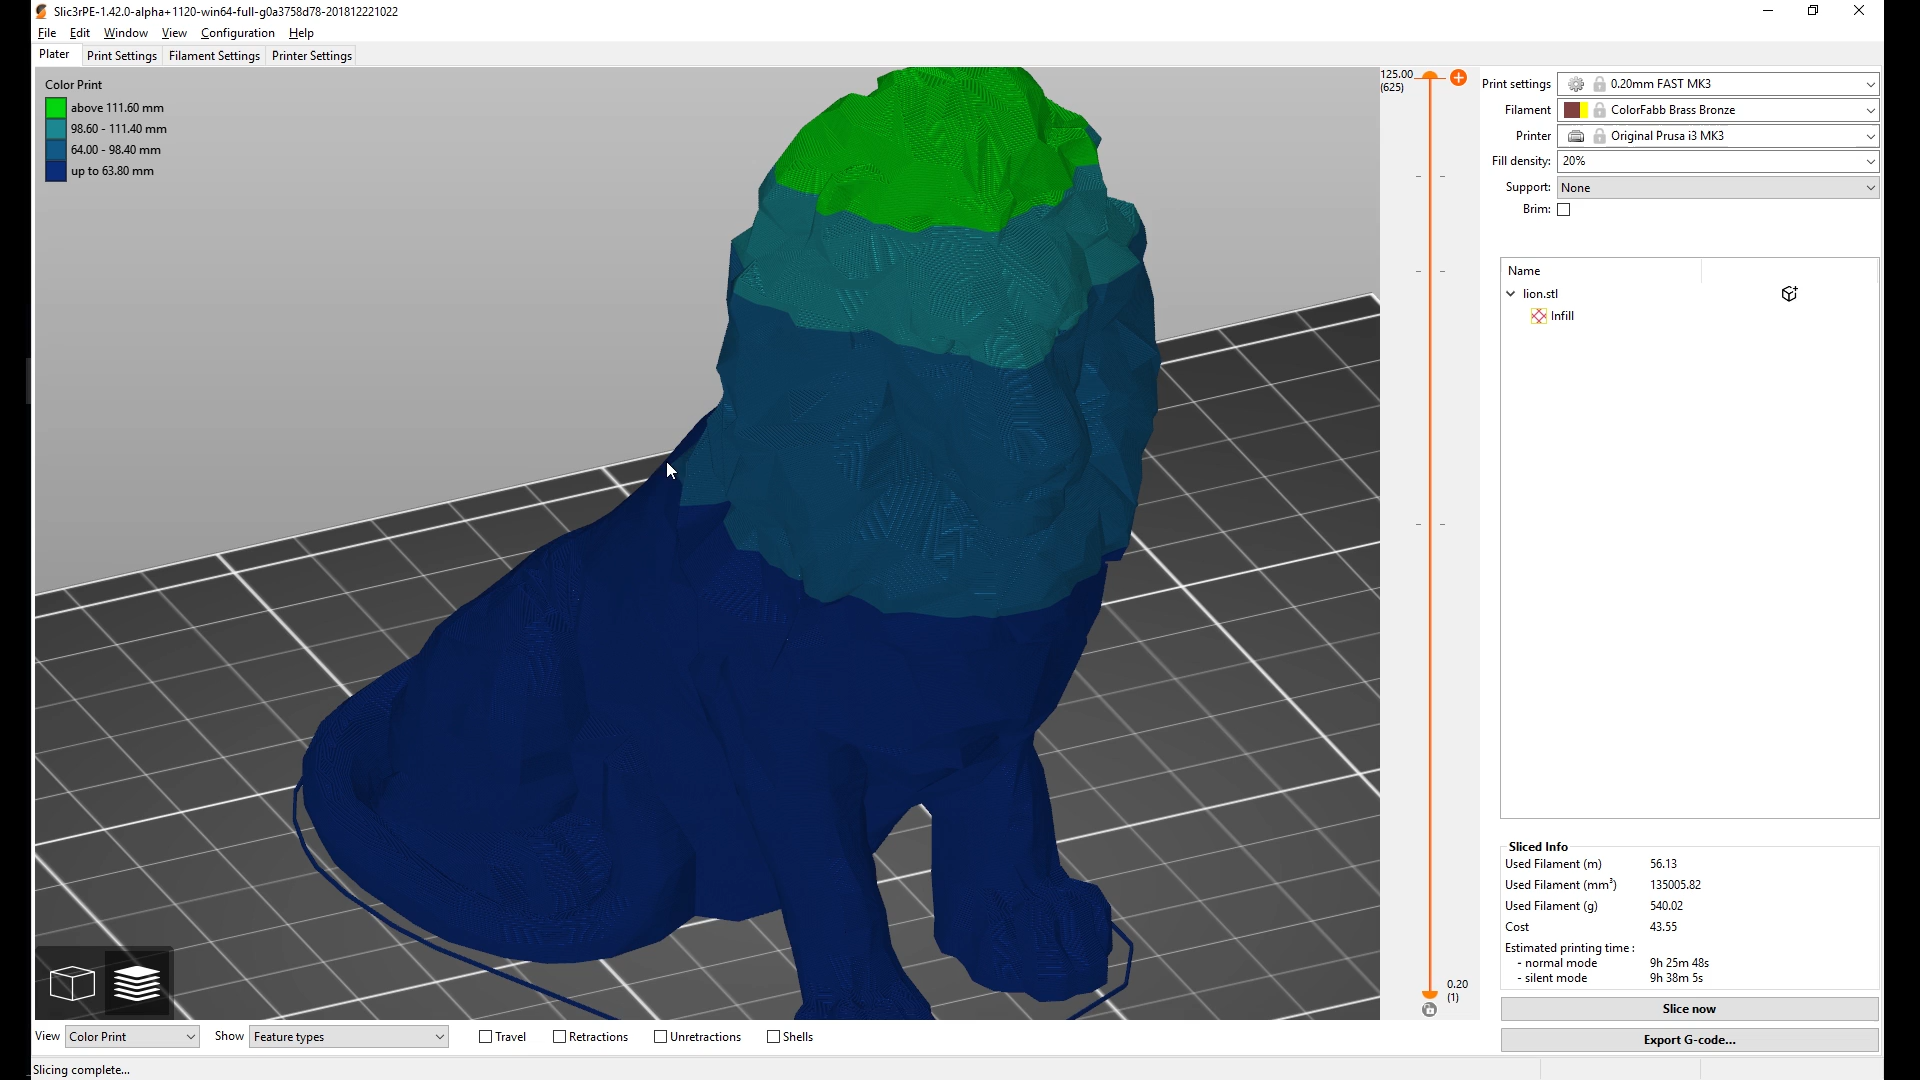 Slic3rPE-1.42.0-alpha+1120-win64-full-g0a3758d78-201812221022
File Edit Window View Configuration Help
Plater Print Settings Filament Settings Printer Settings
Color Print
above 111.60 mm
98.60 - 111.40 mm
64.00 - 98.40 mm
up to 63.80 mm
125.00
(625)
0.20
(1)
Print settings 0.20mm FAST MK3
Filament ColorFabb Brass Bronze
Printer Original Prusa i3 MK3
Fill density: 20%
Support: None
Brim:
Name
lion.stl
Infill
Sliced Info
Used Filament (m) 56.13
Used Filament (mm³) 135005.82
Used Filament (g) 540.02
Cost 43.55
Estimated printing time :
- normal mode 9h 25m 48s
- silent mode 9h 38m 5s
Slice now
Export G-code...
View Color Print Show Feature types Travel Retractions Unretractions Shells
Slicing complete...